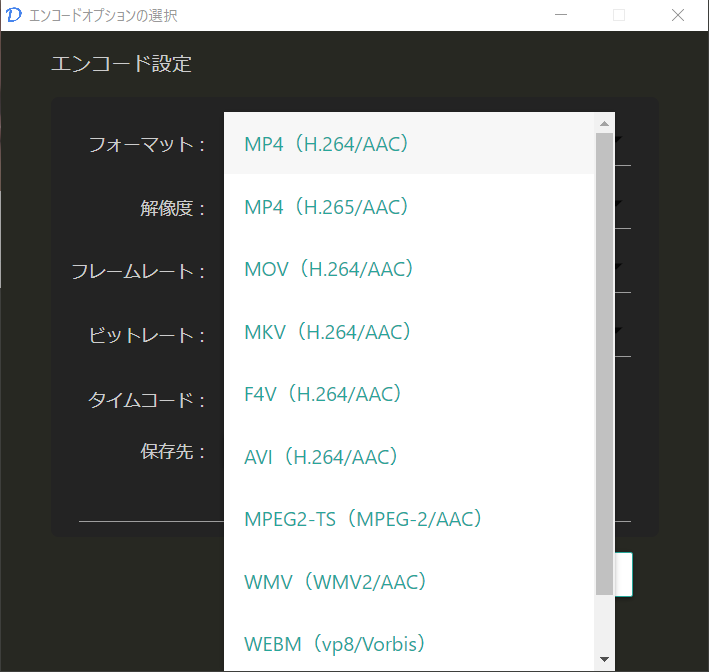 エンコードオプションの選択
エンコード設定
フォーマット：
MP4（H.264/AAC）
解像度：
MP4（H.265/AAC）
フレームレート：
MOV（H.264/AAC）
ビットレート：
MKV（H.264/AAC）
タイムコード：
F4V（H.264/AAC）
保存先：
AVI（H.264/AAC）
MPEG2-TS（MPEG-2/AAC）
WMV（WMV2/AAC）
WEBM（vp8/Vorbis）